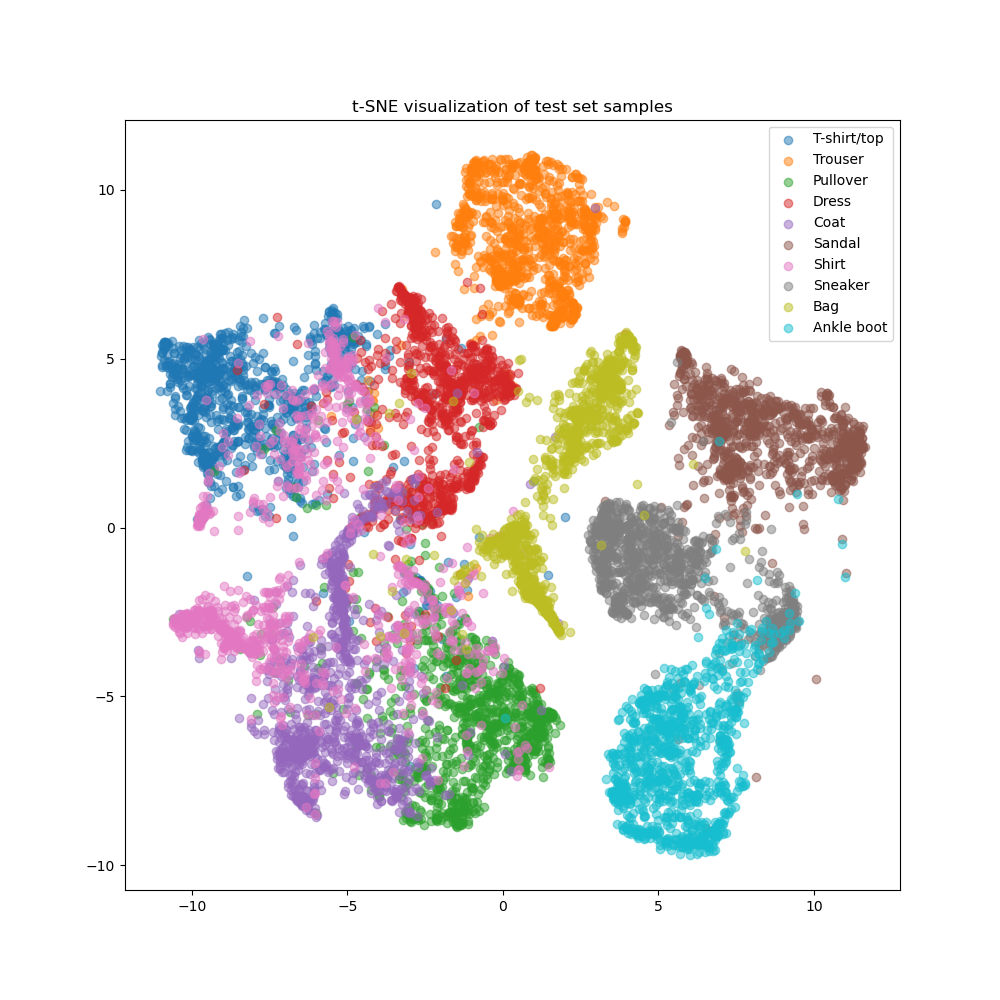 t-SNE visualization of test set samples
T-shirt/top
Trouser
Pullover
Dress
Coat
Sandal
Shirt
Sneaker
Bag
Ankle boot
10
5
0
−5
−10
−10 −5 0 5 10